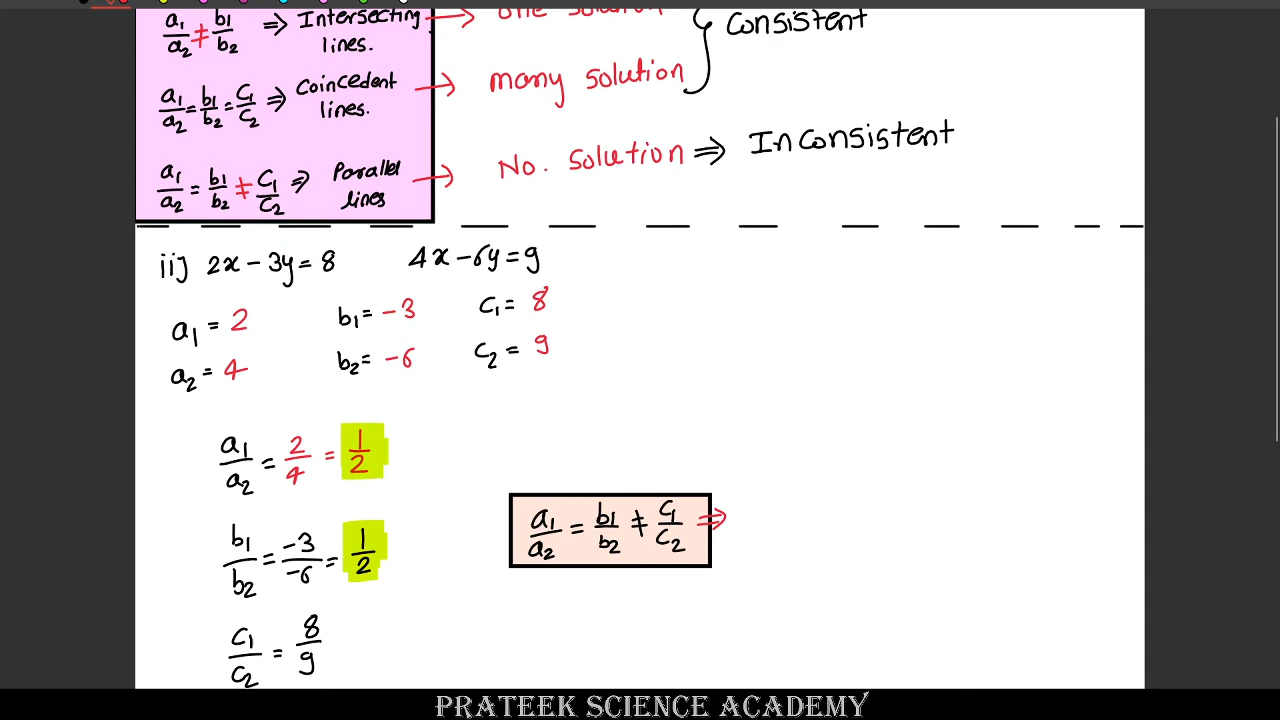 a1/a2 ≠ b1/b2 ⇒ Intersecting lines. → one solution
Consistent
a1/a2 = b1/b2 = C1/C2 ⇒ Coincedent lines. → many solution
a1/a2 = b1/b2 ≠ C1/C2 ⇒ Parallel lines → No. solution ⇒ Inconsistent
ii] 2x - 3y = 8 4x - 6y = 9
a1 = 2 b1 = -3 C1 = 8
a2 = 4 b2 = -6 C2 = 9
a1/a2 = 2/4 = 1/2
a1/a2 = b1/b2 ≠ C1/C2 ⇒
b1/b2 = -3/-6 = 1/2
C1/C2 = 8/9
PRATEEK SCIENCE ACADEMY